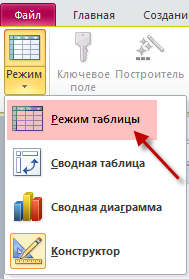 Файл Главная Создани
Режим Ключевое поле Построитель
Режим таблицы
Сводная таблица
Сводная диаграмма
Конструктор